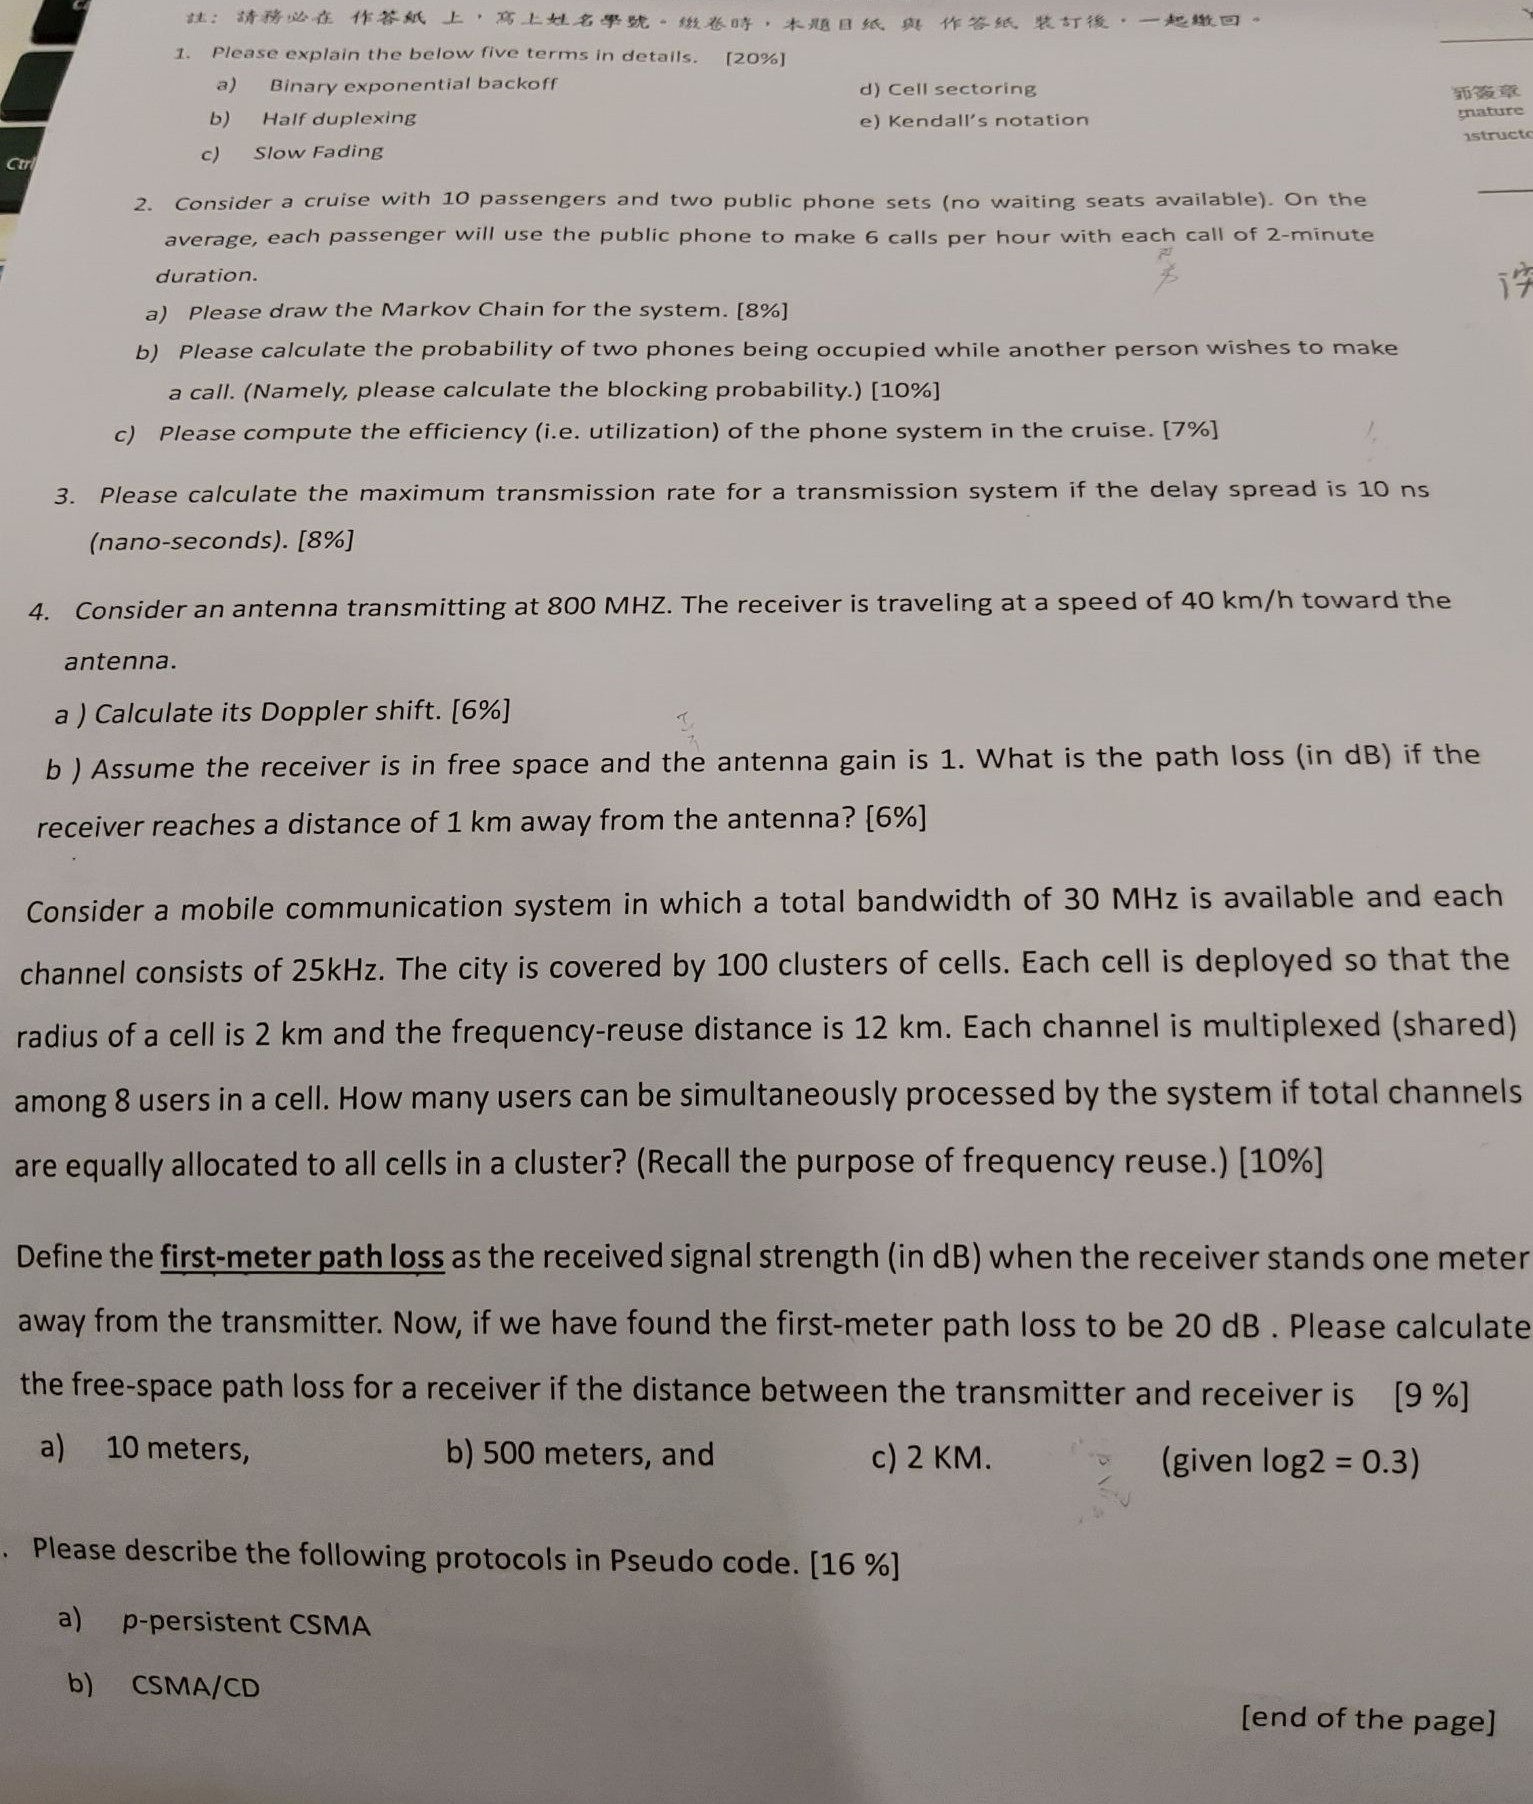 註: 請務必在 作答紙 上,寫上姓名學號。繳卷時,本題目紙 與 作答紙 裝訂後,一起繳回。
1. Please explain the below five terms in details. [20%]
a) Binary exponential backoff
d) Cell sectoring
b) Half duplexing
e) Kendall's notation
c) Slow Fading
簽章
gnature
Ctrl
2. Consider a cruise with 10 passengers and two public phone sets (no waiting seats available). On the
average, each passenger will use the public phone to make 6 calls per hour with each call of 2-minute
duration.
a) Please draw the Markov Chain for the system. [8%]
b) Please calculate the probability of two phones being occupied while another person wishes to make
a call. (Namely, please calculate the blocking probability.) [10%]
c) Please compute the efficiency (i.e. utilization) of the phone system in the cruise. [7%]
3. Please calculate the maximum transmission rate for a transmission system if the delay spread is 10 ns
(nano-seconds). [8%]
4. Consider an antenna transmitting at 800 MHZ. The receiver is traveling at a speed of 40 km/h toward the
antenna.
a ) Calculate its Doppler shift. [6%]
b ) Assume the receiver is in free space and the antenna gain is 1. What is the path loss (in dB) if the
receiver reaches a distance of 1 km away from the antenna? [6%]
Consider a mobile communication system in which a total bandwidth of 30 MHz is available and each
channel consists of 25kHz. The city is covered by 100 clusters of cells. Each cell is deployed so that the
radius of a cell is 2 km and the frequency-reuse distance is 12 km. Each channel is multiplexed (shared)
among 8 users in a cell. How many users can be simultaneously processed by the system if total channels
are equally allocated to all cells in a cluster? (Recall the purpose of frequency reuse.) [10%]
Define the first-meter path loss as the received signal strength (in dB) when the receiver stands one meter
away from the transmitter. Now, if we have found the first-meter path loss to be 20 dB . Please calculate
the free-space path loss for a receiver if the distance between the transmitter and receiver is [9 %]
a) 10 meters, b) 500 meters, and c) 2 KM. (given log2 = 0.3)
. Please describe the following protocols in Pseudo code. [16 %]
a) p-persistent CSMA
b) CSMA/CD
[end of the page]